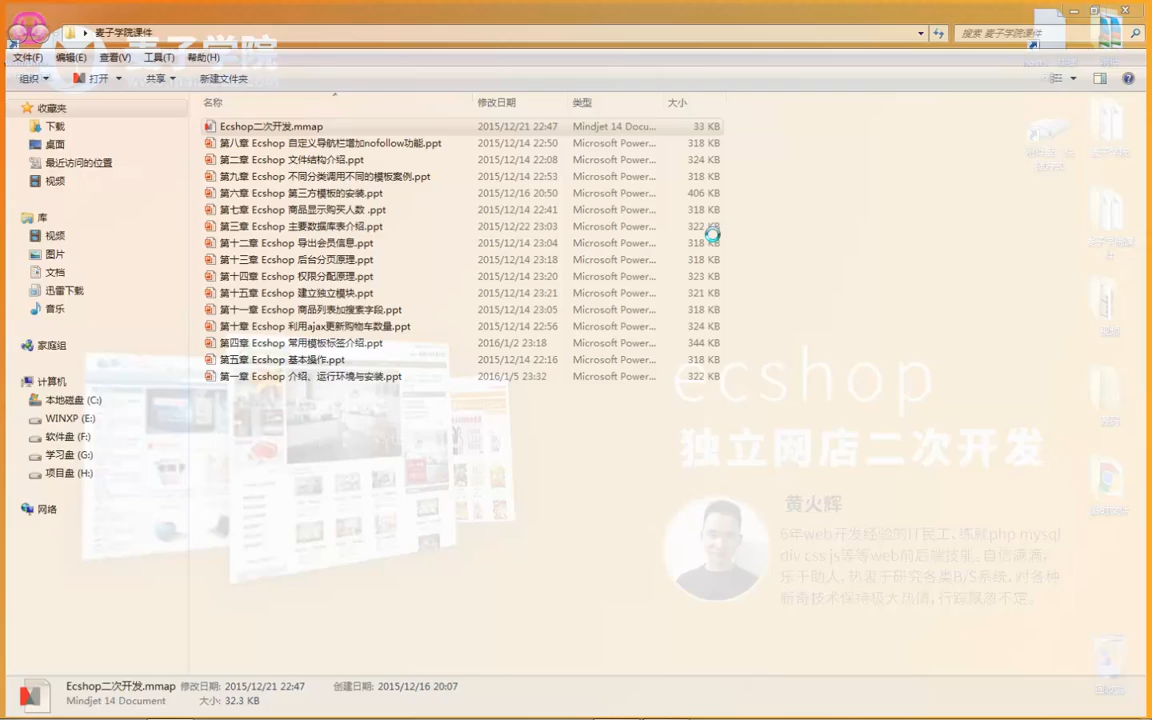 麦子学院课件
搜索 麦子学院课件
文件(F) 编辑(E) 查看(V) 工具(T) 帮助(H)
麦子学院
组织 打开 共享 新建文件夹
收藏夹
下载
桌面
最近访问的位置
视频
库
视频
图片
文档
迅雷下载
音乐
家庭组
计算机
本地磁盘 (C:)
WINXP (E:)
软件盘 (F:)
学习盘 (G:)
项目盘 (H:)
网络
名称 修改日期 类型 大小
Ecshop二次开发.mmap 2015/12/21 22:47 Mindjet 14 Docu... 33 KB
第八章 Ecshop 自定义导航栏增加nofollow功能.ppt 2015/12/14 22:50 Microsoft Power... 318 KB
第二章 Ecshop 文件结构介绍.ppt 2015/12/14 22:08 Microsoft Power... 324 KB
第九章 Ecshop 不同分类调用不同的模板案例.ppt 2015/12/14 22:53 Microsoft Power... 318 KB
第六章 Ecshop 第三方模板的安装.ppt 2015/12/16 20:50 Microsoft Power... 406 KB
第七章 Ecshop 商品显示购买人数 .ppt 2015/12/14 22:41 Microsoft Power... 318 KB
第三章 Ecshop 主要数据库表介绍.ppt 2015/12/22 23:03 Microsoft Power... 322 KB
第十二章 Ecshop 导出会员信息.ppt 2015/12/14 23:04 Microsoft Power... 318 KB
第十三章 Ecshop 后台分页原理.ppt 2015/12/14 23:18 Microsoft Power... 318 KB
第十四章 Ecshop 权限分配原理.ppt 2015/12/14 23:20 Microsoft Power... 323 KB
第十五章 Ecshop 建立独立模块.ppt 2015/12/14 23:21 Microsoft Power... 321 KB
第十一章 Ecshop 商品列表加搜索字段.ppt 2015/12/14 23:05 Microsoft Power... 318 KB
第十章 Ecshop 利用ajax更新购物车数量.ppt 2015/12/14 22:56 Microsoft Power... 324 KB
第四章 Ecshop 常用模板标签介绍.ppt 2016/1/2 23:18 Microsoft Power... 344 KB
第五章 Ecshop 基本操作.ppt 2015/12/14 22:16 Microsoft Power... 318 KB
第一章 Ecshop 介绍、运行环境与安装.ppt 2016/1/5 23:32 Microsoft Power... 322 KB
ecshop
独立网店二次开发
黄火辉
6年web开发经验的IT民工,练就php mysql
div css js等等web前后端技能。自信满满,
乐于助人,热衷于研究各类B/S系统,对各种
新奇技术保持极大热情,行踪飘忽不定。
Ecshop二次开发.mmap 修改日期: 2015/12/21 22:47 创建日期: 2015/12/16 20:07
Mindjet 14 Document 大小: 32.3 KB